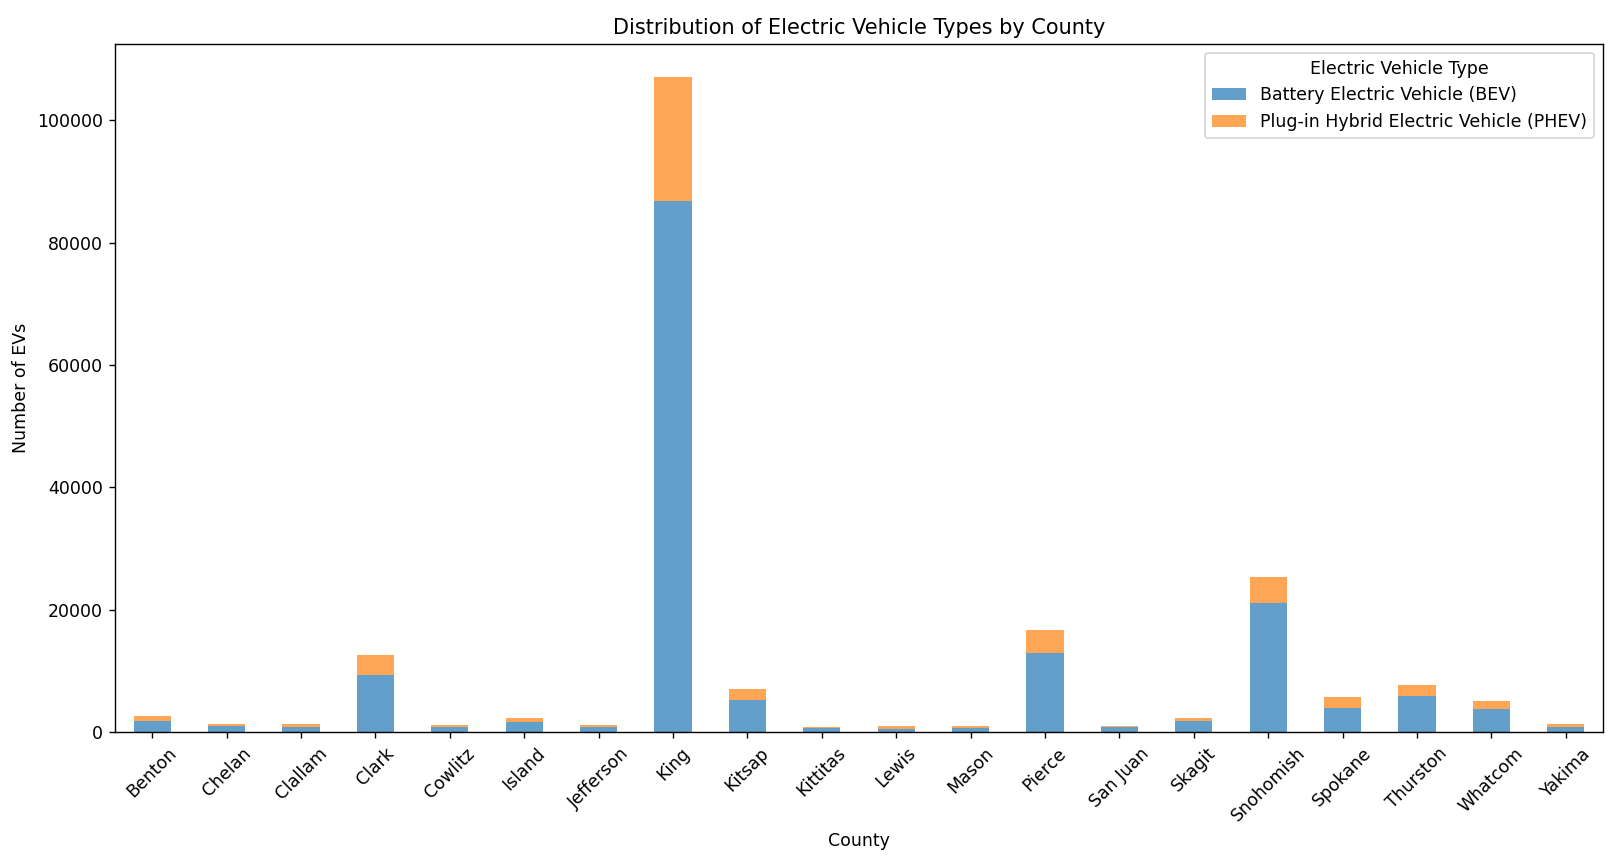 Distribution of Electric Vehicle Types by County
Electric Vehicle Type
Battery Electric Vehicle (BEV)
Plug-in Hybrid Electric Vehicle (PHEV)
Number of EVs
100000
80000
60000
40000
20000
0
Benton
Chelan
Clallam
Clark
Cowlitz
Island
Jefferson
King
Kitsap
Kittitas
Lewis
Mason
Pierce
San Juan
Skagit
Snohomish
Spokane
Thurston
Whatcom
Yakima
County